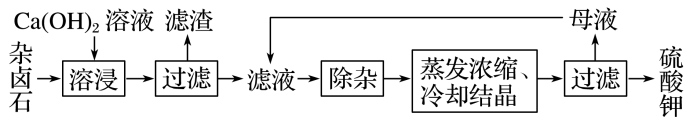 Ca(OH)₂ 溶液 滤渣 母液
杂卤石 溶浸 过滤 滤液 除杂 蒸发浓缩、冷却结晶 过滤 硫酸钾